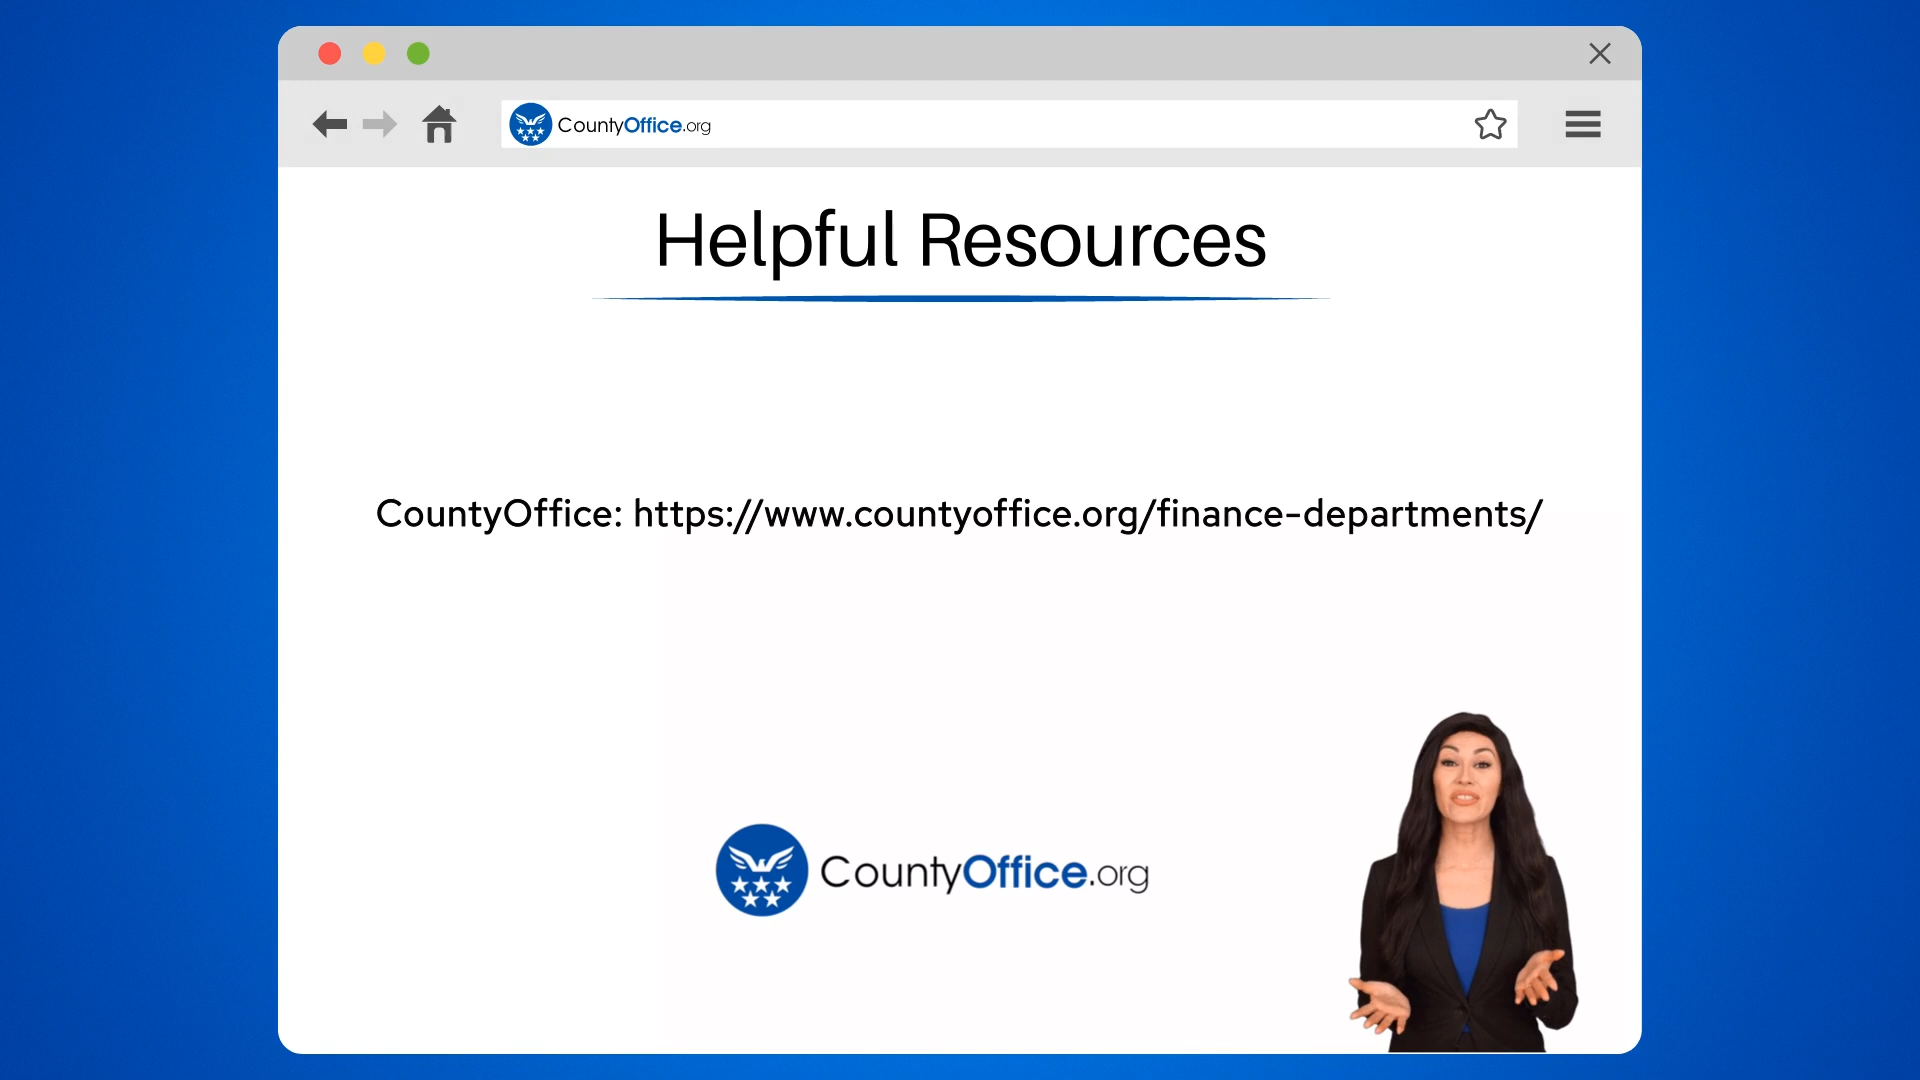 CountyOffice.org
Helpful Resources
CountyOffice: https://www.countyoffice.org/finance-departments/
CountyOffice.org